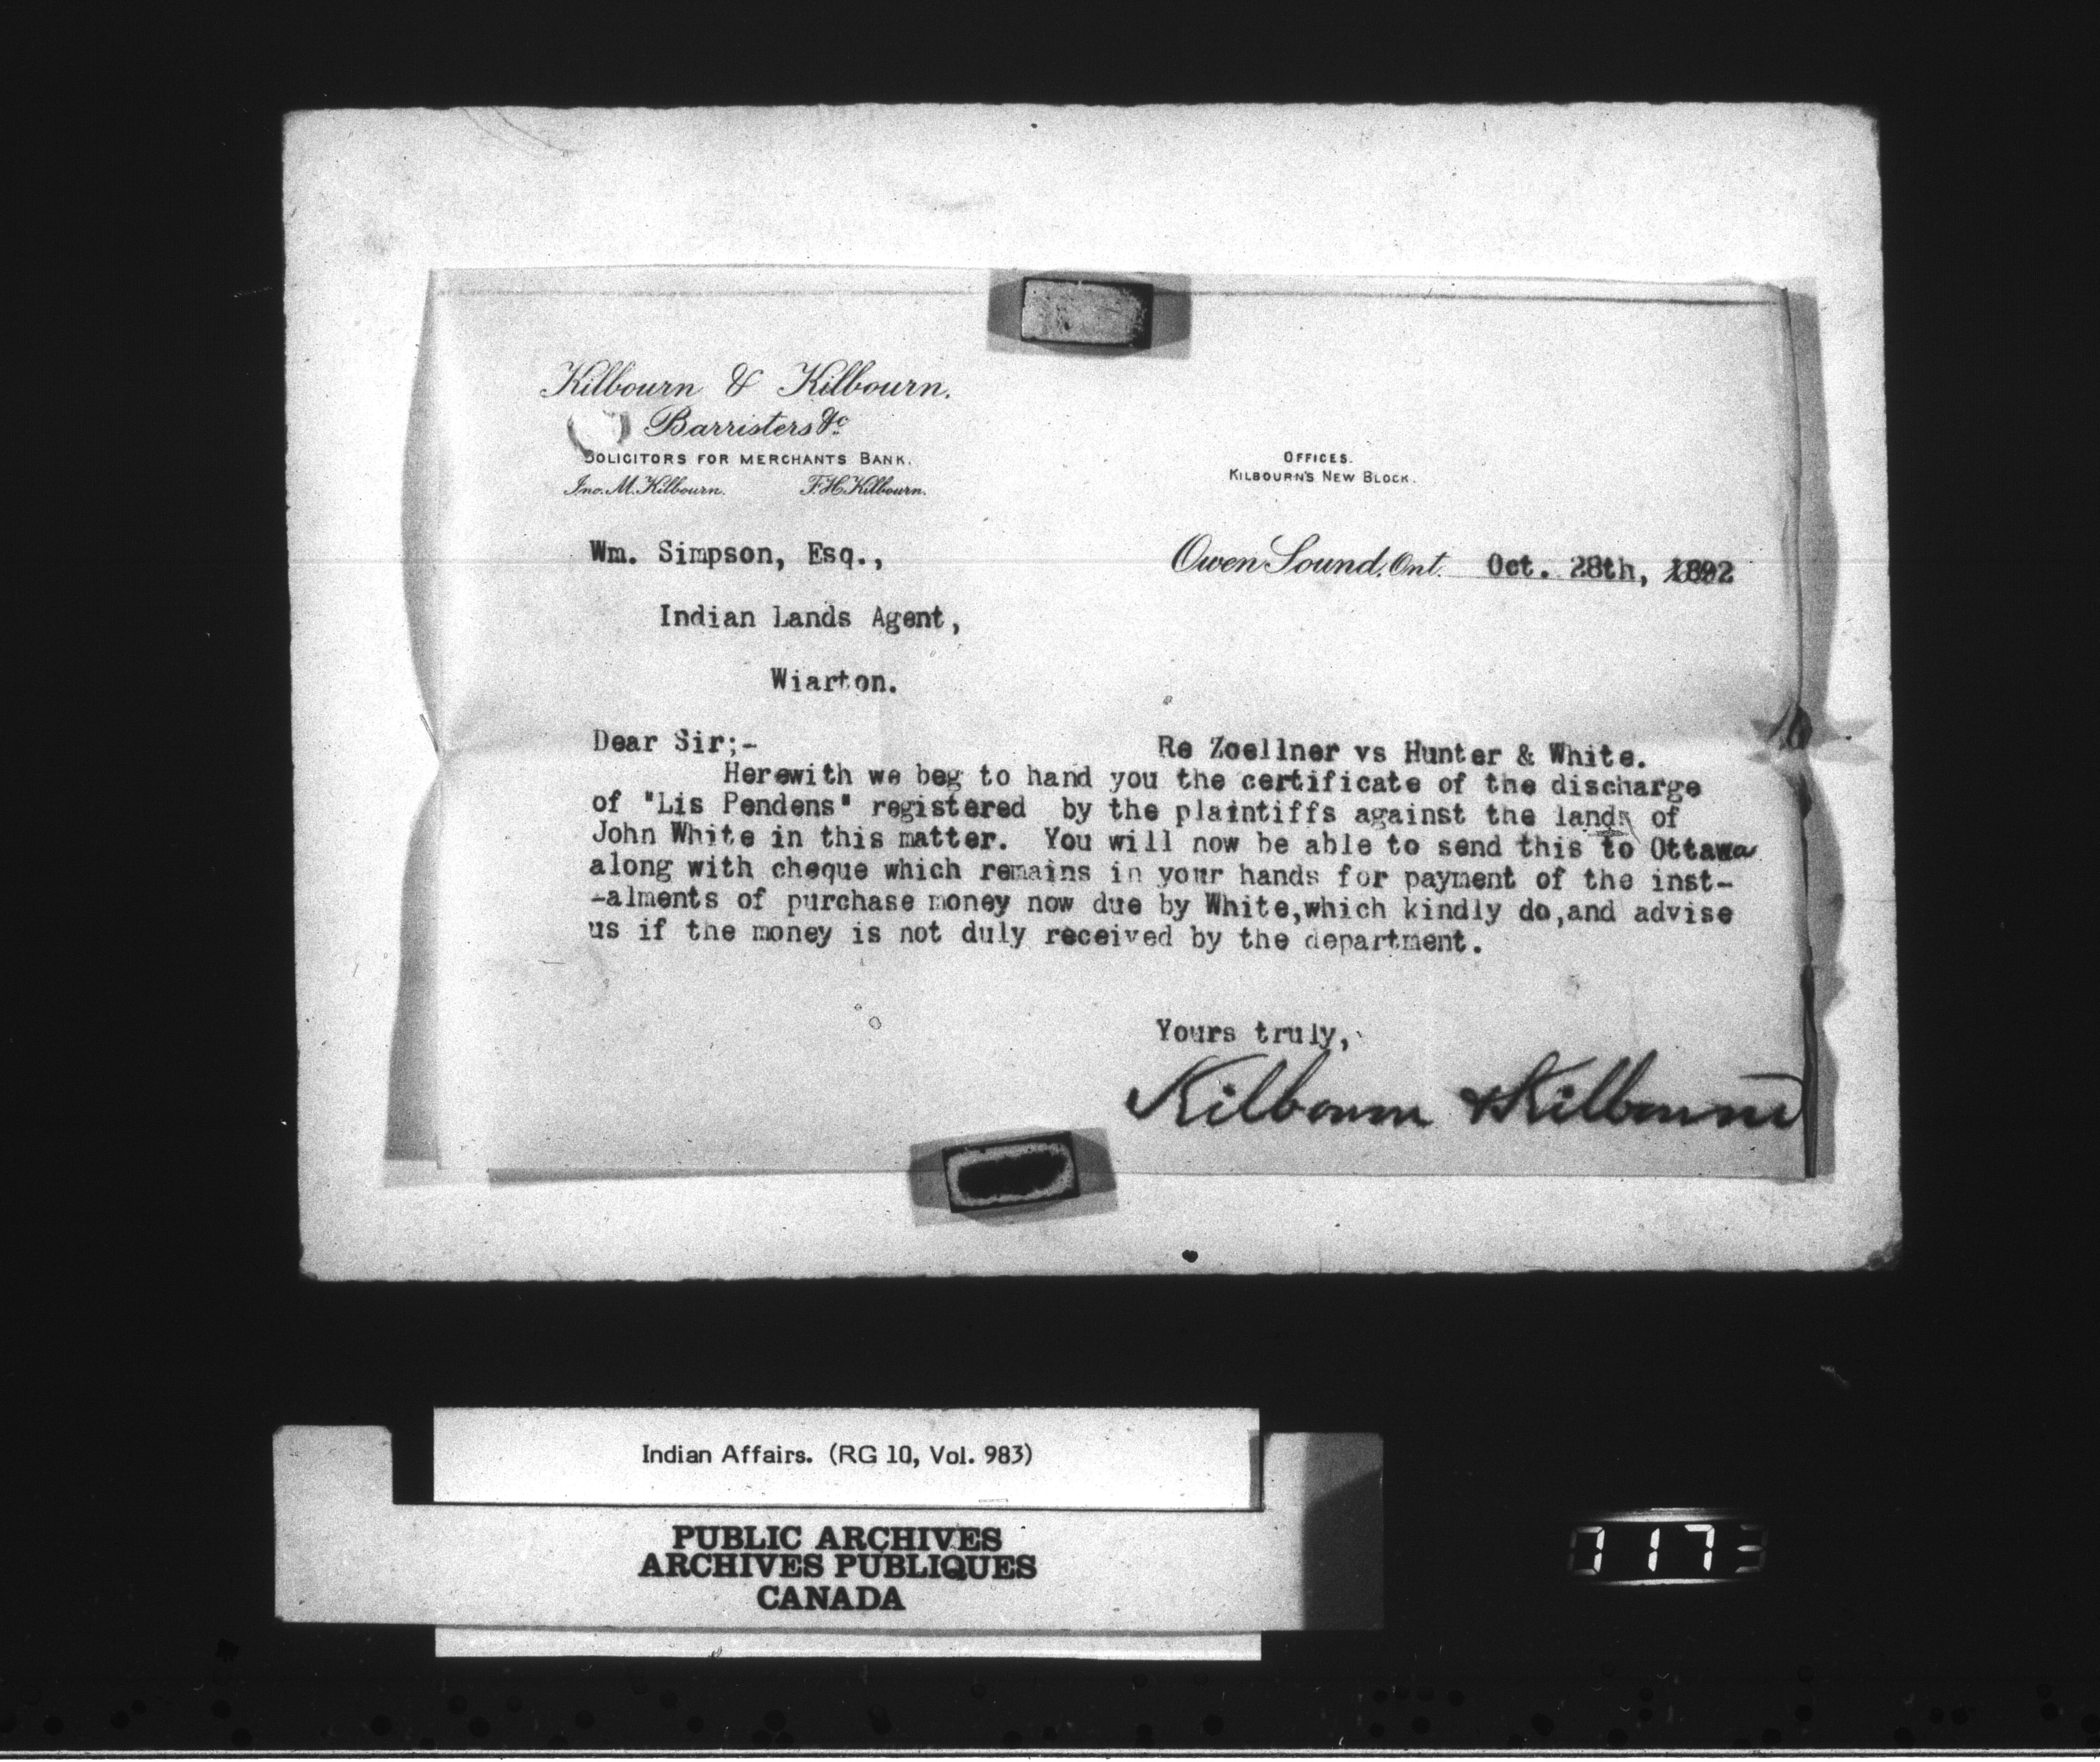 Kilbourn & Kilbourn.
Barristers &c
SOLICITORS FOR MERCHANTS BANK.
Jno. M. Kilbourn. F. H. Kilbourn.
OFFICES.
KILBOURN'S NEW BLOCK.
Wm. Simpson, Esq.,
Owen Sound, Ont. Oct. 28th, 1892
Indian Lands Agent,
Wiarton.
Dear Sir;- Re Zoellner vs Hunter & White.
Herewith we beg to hand you the certificate of the discharge
of "Lis Pendens" registered by the plaintiffs against the lands of
John White in this matter. You will now be able to send this to Ottawa
along with cheque which remains in your hands for payment of the inst-
-alments of purchase money now due by White,which kindly do,and advise
us if the money is not duly received by the department.
Yours truly,
Kilbourn & Kilbourn
Indian Affairs. (RG 10, Vol. 983)
PUBLIC ARCHIVES
ARCHIVES PUBLIQUES
CANADA